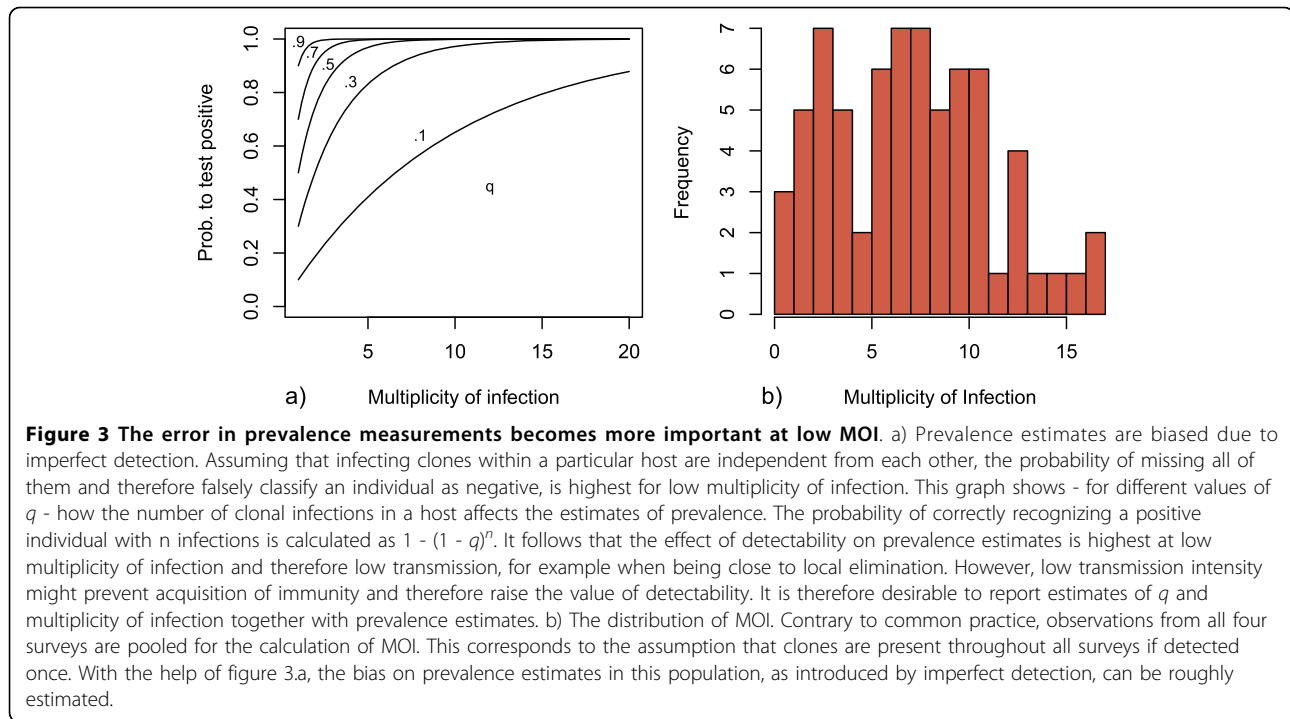 1.0
0.8
0.6
0.4
0.2
0.0
Prob. to test positive
.9
.7
.5
.3
.1
q
5 10 15 20
a) Multiplicity of infection
7
6
5
4
3
2
1
0
Frequency
0 5 10 15
b) Multiplicity of Infection
Figure 3 The error in prevalence measurements becomes more important at low MOI. a) Prevalence estimates are biased due to
imperfect detection. Assuming that infecting clones within a particular host are independent from each other, the probability of missing all of
them and therefore falsely classify an individual as negative, is highest for low multiplicity of infection. This graph shows - for different values of
q - how the number of clonal infections in a host affects the estimates of prevalence. The probability of correctly recognizing a positive
individual with n infections is calculated as 1 - (1 - q)ⁿ. It follows that the effect of detectability on prevalence estimates is highest at low
multiplicity of infection and therefore low transmission, for example when being close to local elimination. However, low transmission intensity
might prevent acquisition of immunity and therefore raise the value of detectability. It is therefore desirable to report estimates of q and
multiplicity of infection together with prevalence estimates. b) The distribution of MOI. Contrary to common practice, observations from all four
surveys are pooled for the calculation of MOI. This corresponds to the assumption that clones are present throughout all surveys if detected
once. With the help of figure 3.a, the bias on prevalence estimates in this population, as introduced by imperfect detection, can be roughly
estimated.